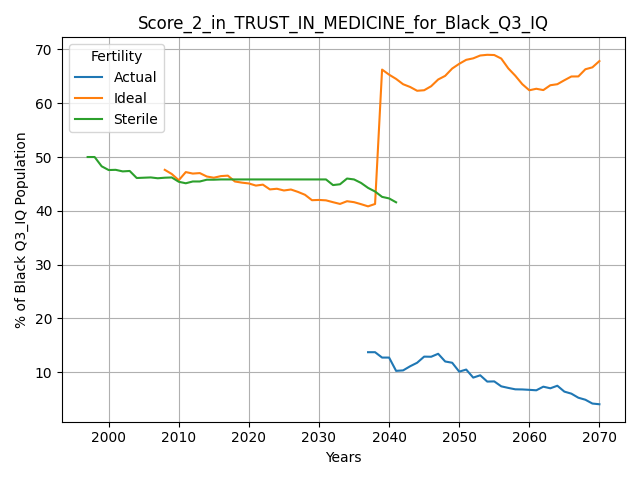 Score_2_in_TRUST_IN_MEDICINE_for_Black_Q3_IQ
Fertility
Actual
Ideal
Sterile
% of Black Q3_IQ Population
70
60
50
40
30
20
10
2000 2010 2020 2030 2040 2050 2060 2070
Years